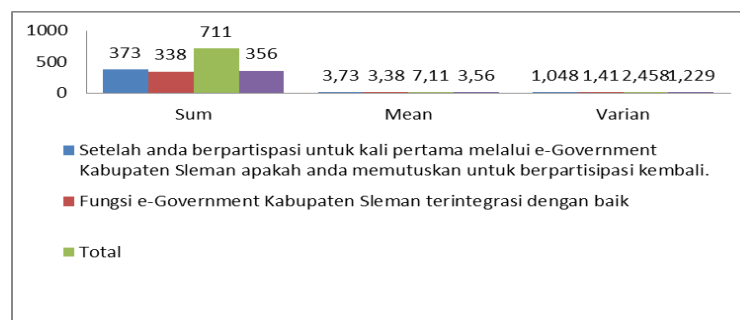 1000
500
0
373 338 711 356
3,73 3,38 7,11 3,56
1,048 1,41 2,458 1,229
Sum Mean Varian
Setelah anda berpartispasi untuk kali pertama melalui e-Government
Kabupaten Sleman apakah anda memutuskan untuk berpartisipasi kembali.
Fungsi e-Government Kabupaten Sleman terintegrasi dengan baik
Total